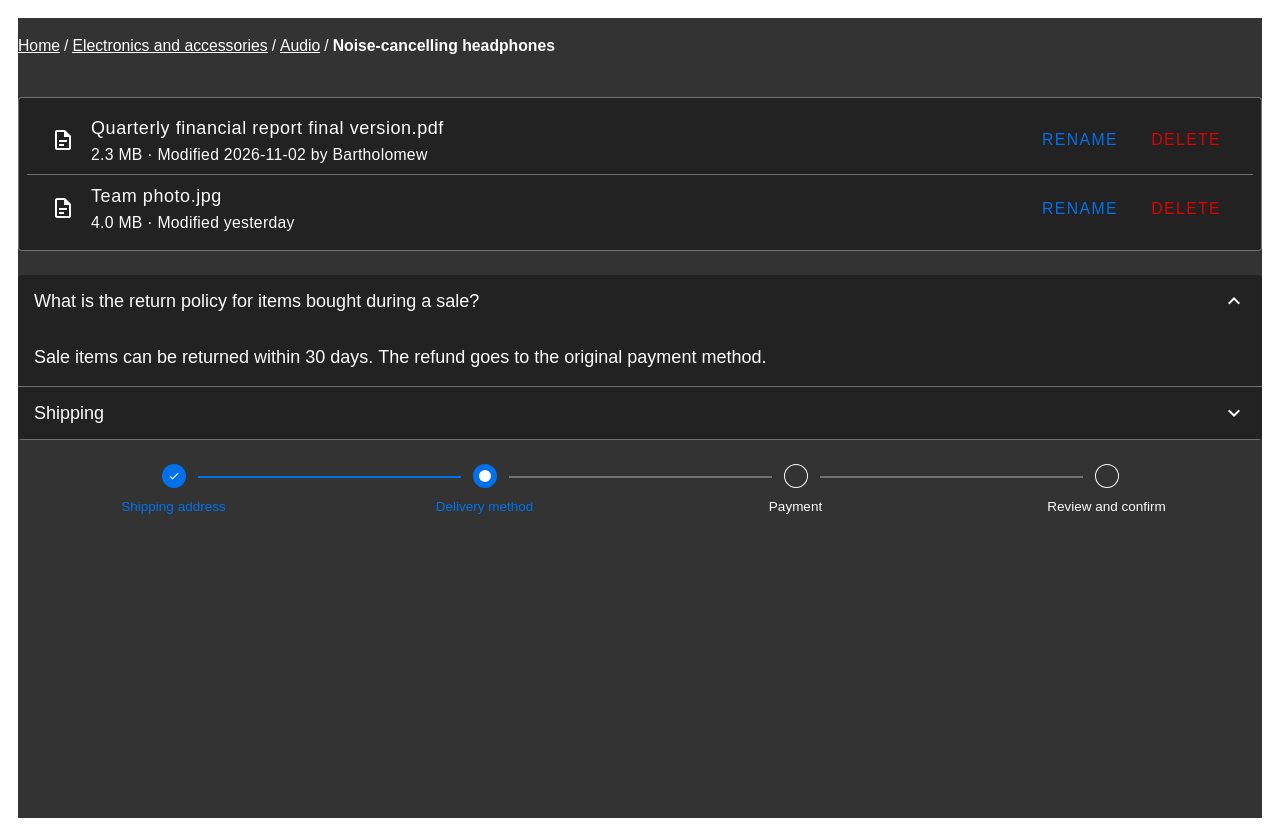 Home / Electronics and accessories / Audio / Noise-cancelling headphones
Quarterly financial report final version.pdf
2.3 MB · Modified 2026-11-02 by Bartholomew
RENAME DELETE
Team photo.jpg
4.0 MB · Modified yesterday
RENAME DELETE
What is the return policy for items bought during a sale?
Sale items can be returned within 30 days. The refund goes to the original payment method.
Shipping
Shipping address Delivery method Payment Review and confirm